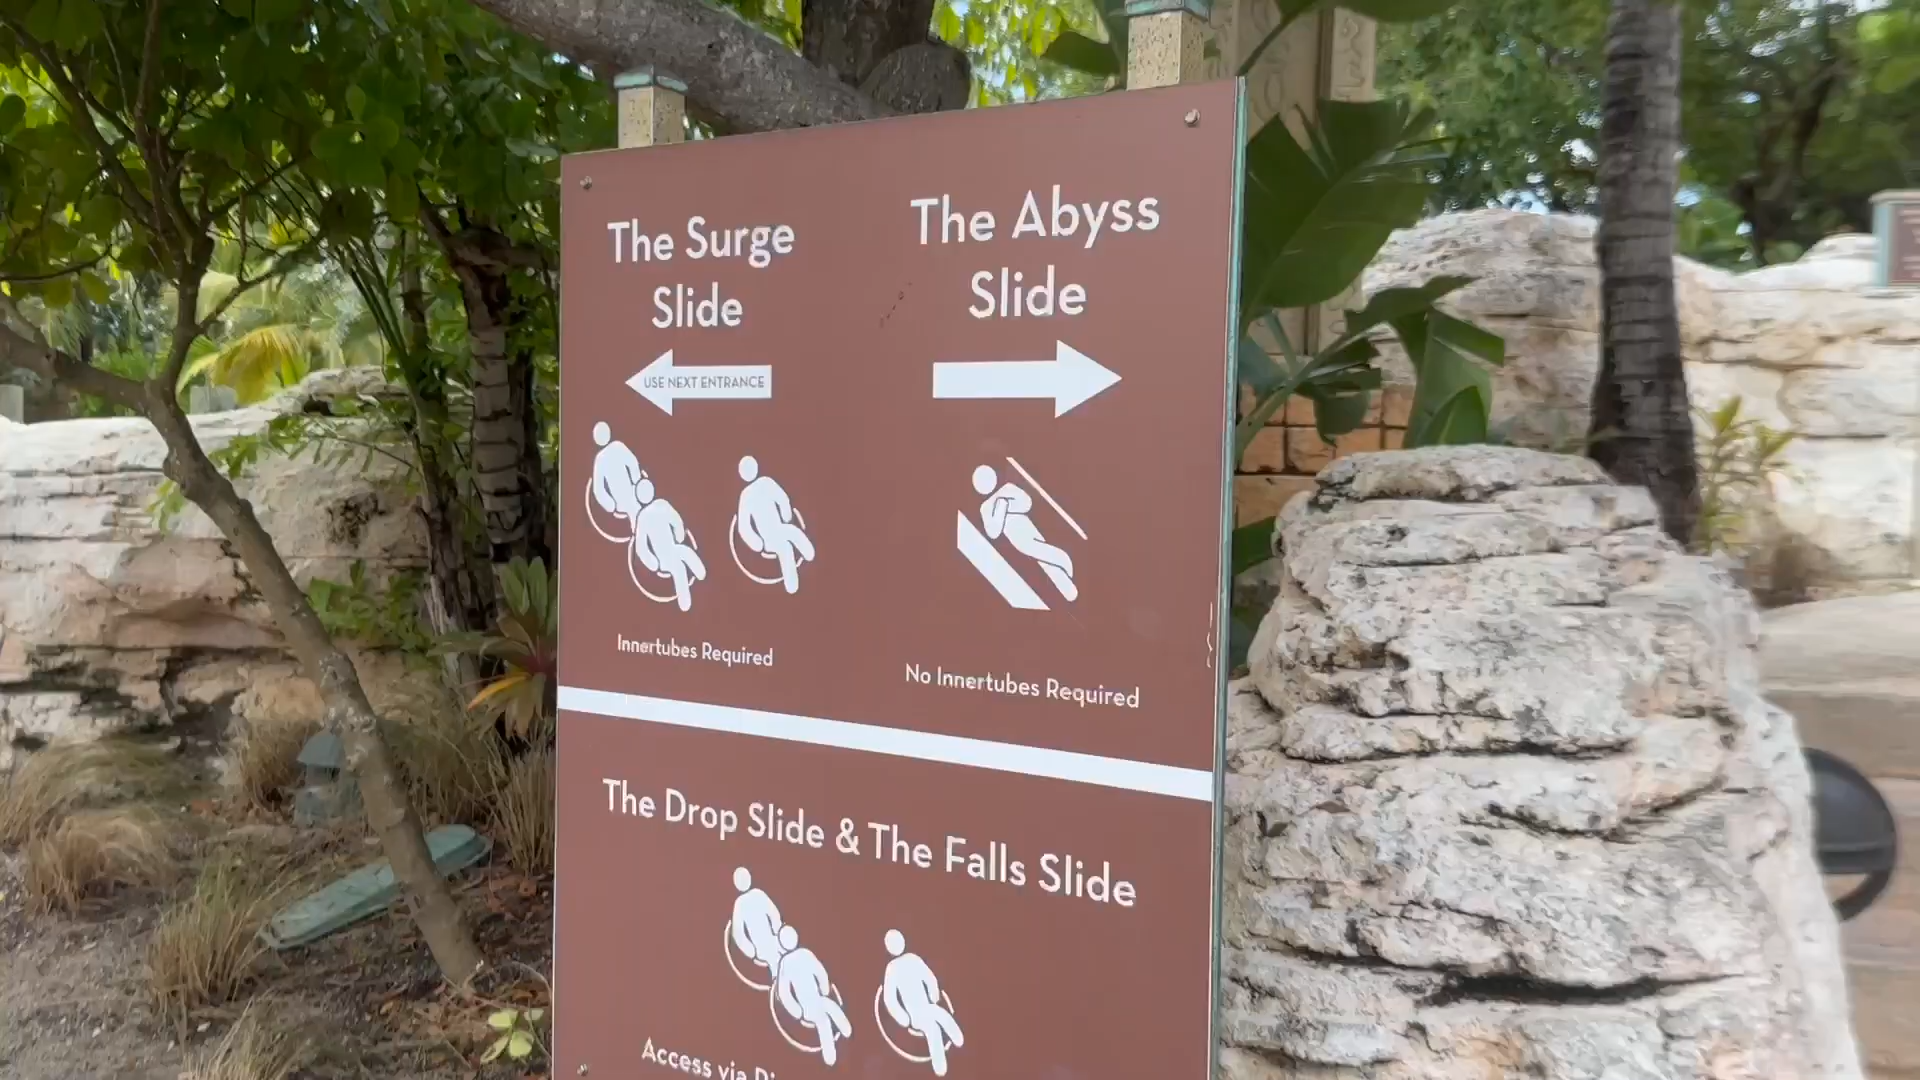 The Surge
Slide
USE NEXT ENTRANCE
Innertubes Required
The Abyss
Slide
No Innertubes Required
The Drop Slide & The Falls Slide
Access via